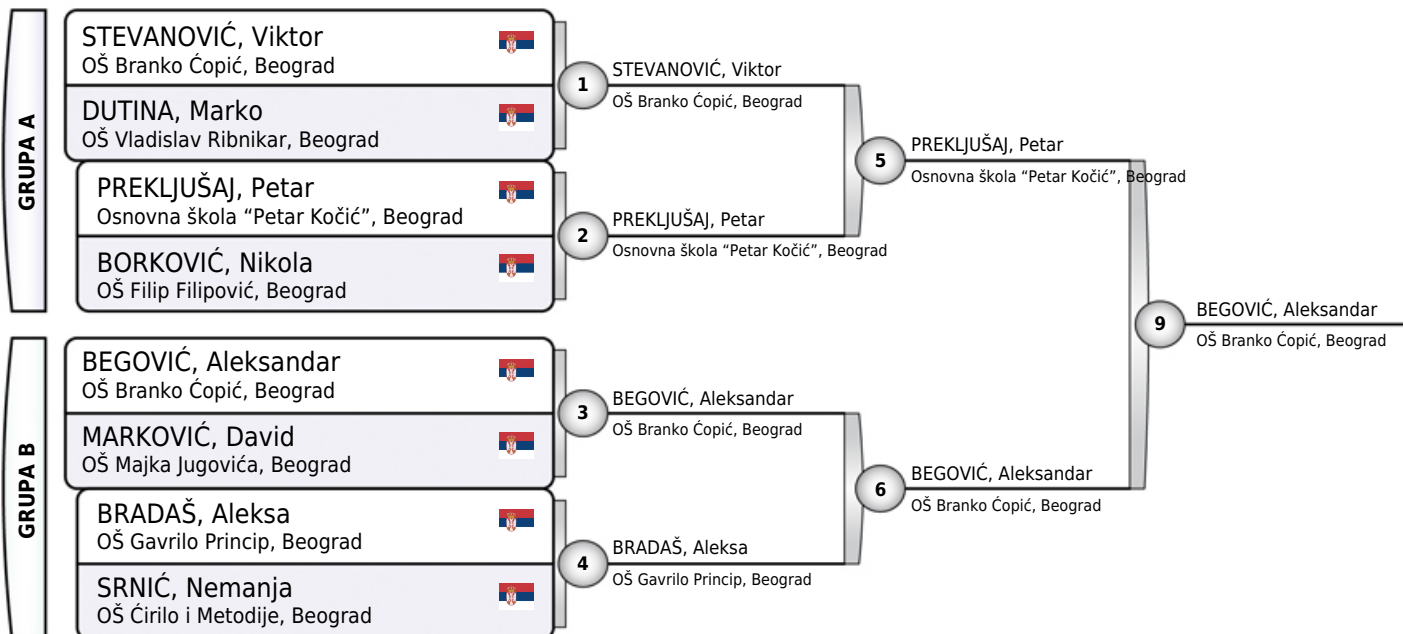 GRUPA A
STEVANOVIĆ, Viktor
OŠ Branko Ćopić, Beograd
DUTINA, Marko
OŠ Vladislav Ribnikar, Beograd
PREKLJUŠAJ, Petar
Osnovna škola “Petar Kočić”, Beograd
BORKOVIĆ, Nikola
OŠ Filip Filipović, Beograd
GRUPA B
BEGOVIĆ, Aleksandar
OŠ Branko Ćopić, Beograd
MARKOVIĆ, David
OŠ Majka Jugovića, Beograd
BRADAŠ, Aleksa
OŠ Gavrilo Princip, Beograd
SRNIĆ, Nemanja
OŠ Ćirilo i Metodije, Beograd
1
STEVANOVIĆ, Viktor
OŠ Branko Ćopić, Beograd
2
PREKLJUŠAJ, Petar
Osnovna škola “Petar Kočić”, Beograd
3
BEGOVIĆ, Aleksandar
OŠ Branko Ćopić, Beograd
4
BRADAŠ, Aleksa
OŠ Gavrilo Princip, Beograd
5
PREKLJUŠAJ, Petar
Osnovna škola “Petar Kočić”, Beograd
6
BEGOVIĆ, Aleksandar
OŠ Branko Ćopić, Beograd
9
BEGOVIĆ, Aleksandar
OŠ Branko Ćopić, Beograd